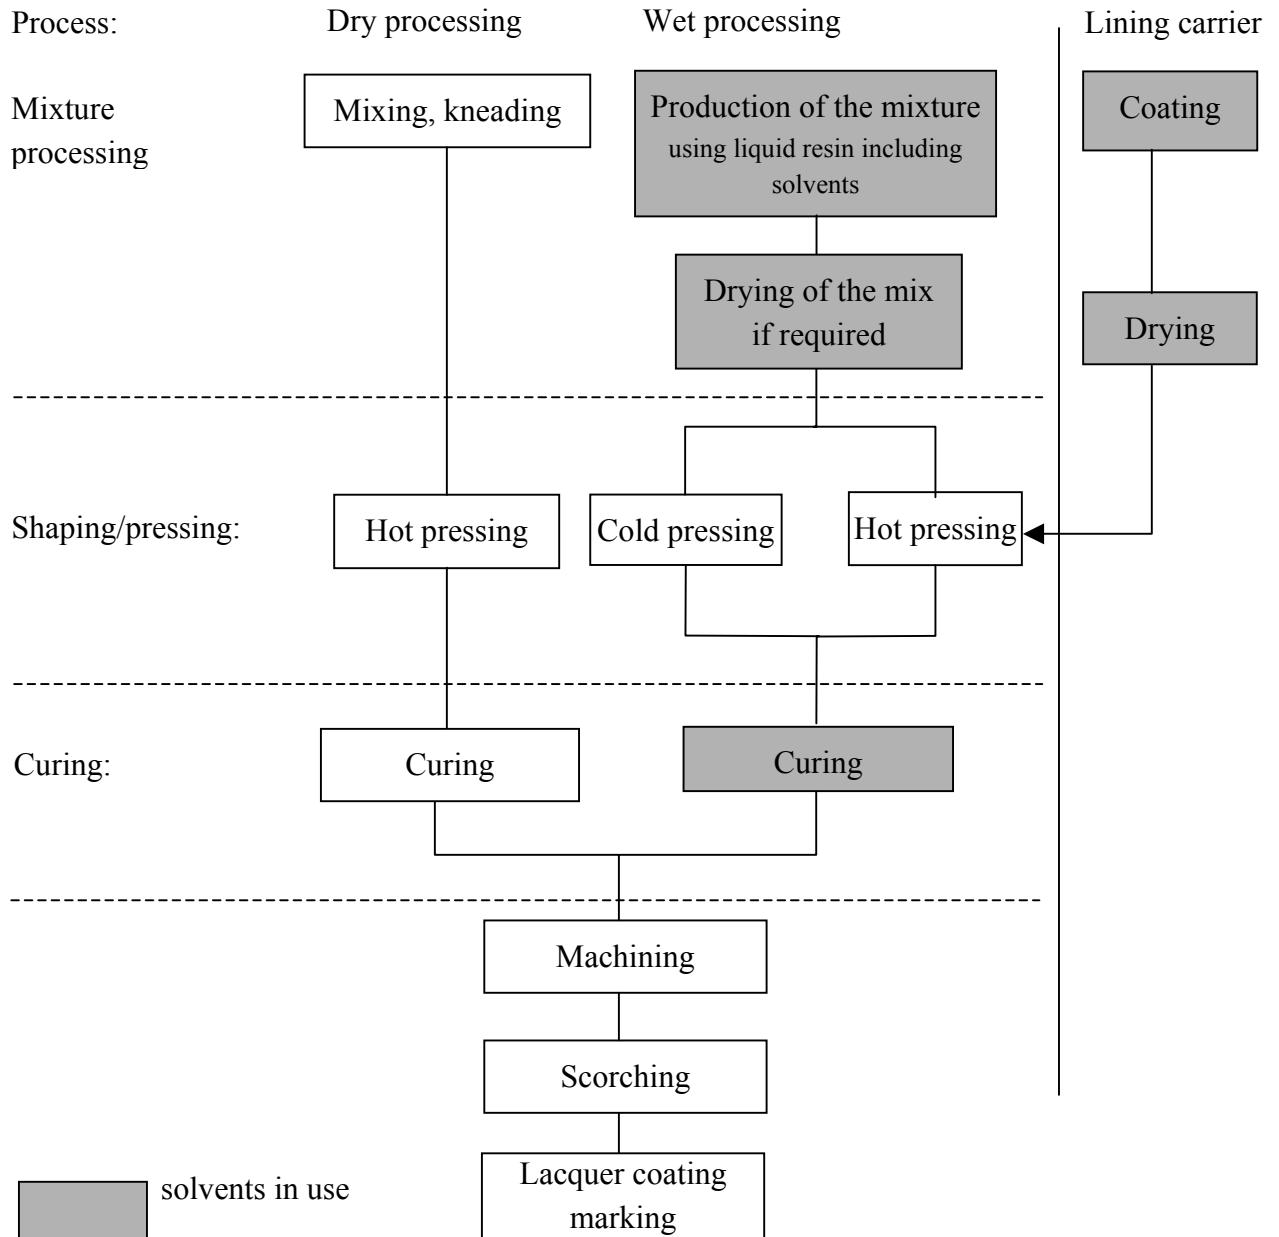 Process:
Dry processing
Wet processing
Lining carrier
Mixture
processing
Mixing, kneading
Production of the mixture
using liquid resin including
solvents
Coating
Drying of the mix
if required
Drying
Shaping/pressing:
Hot pressing
Cold pressing
Hot pressing
Curing:
Curing
Curing
Machining
Scorching
Lacquer coating
marking
solvents in use